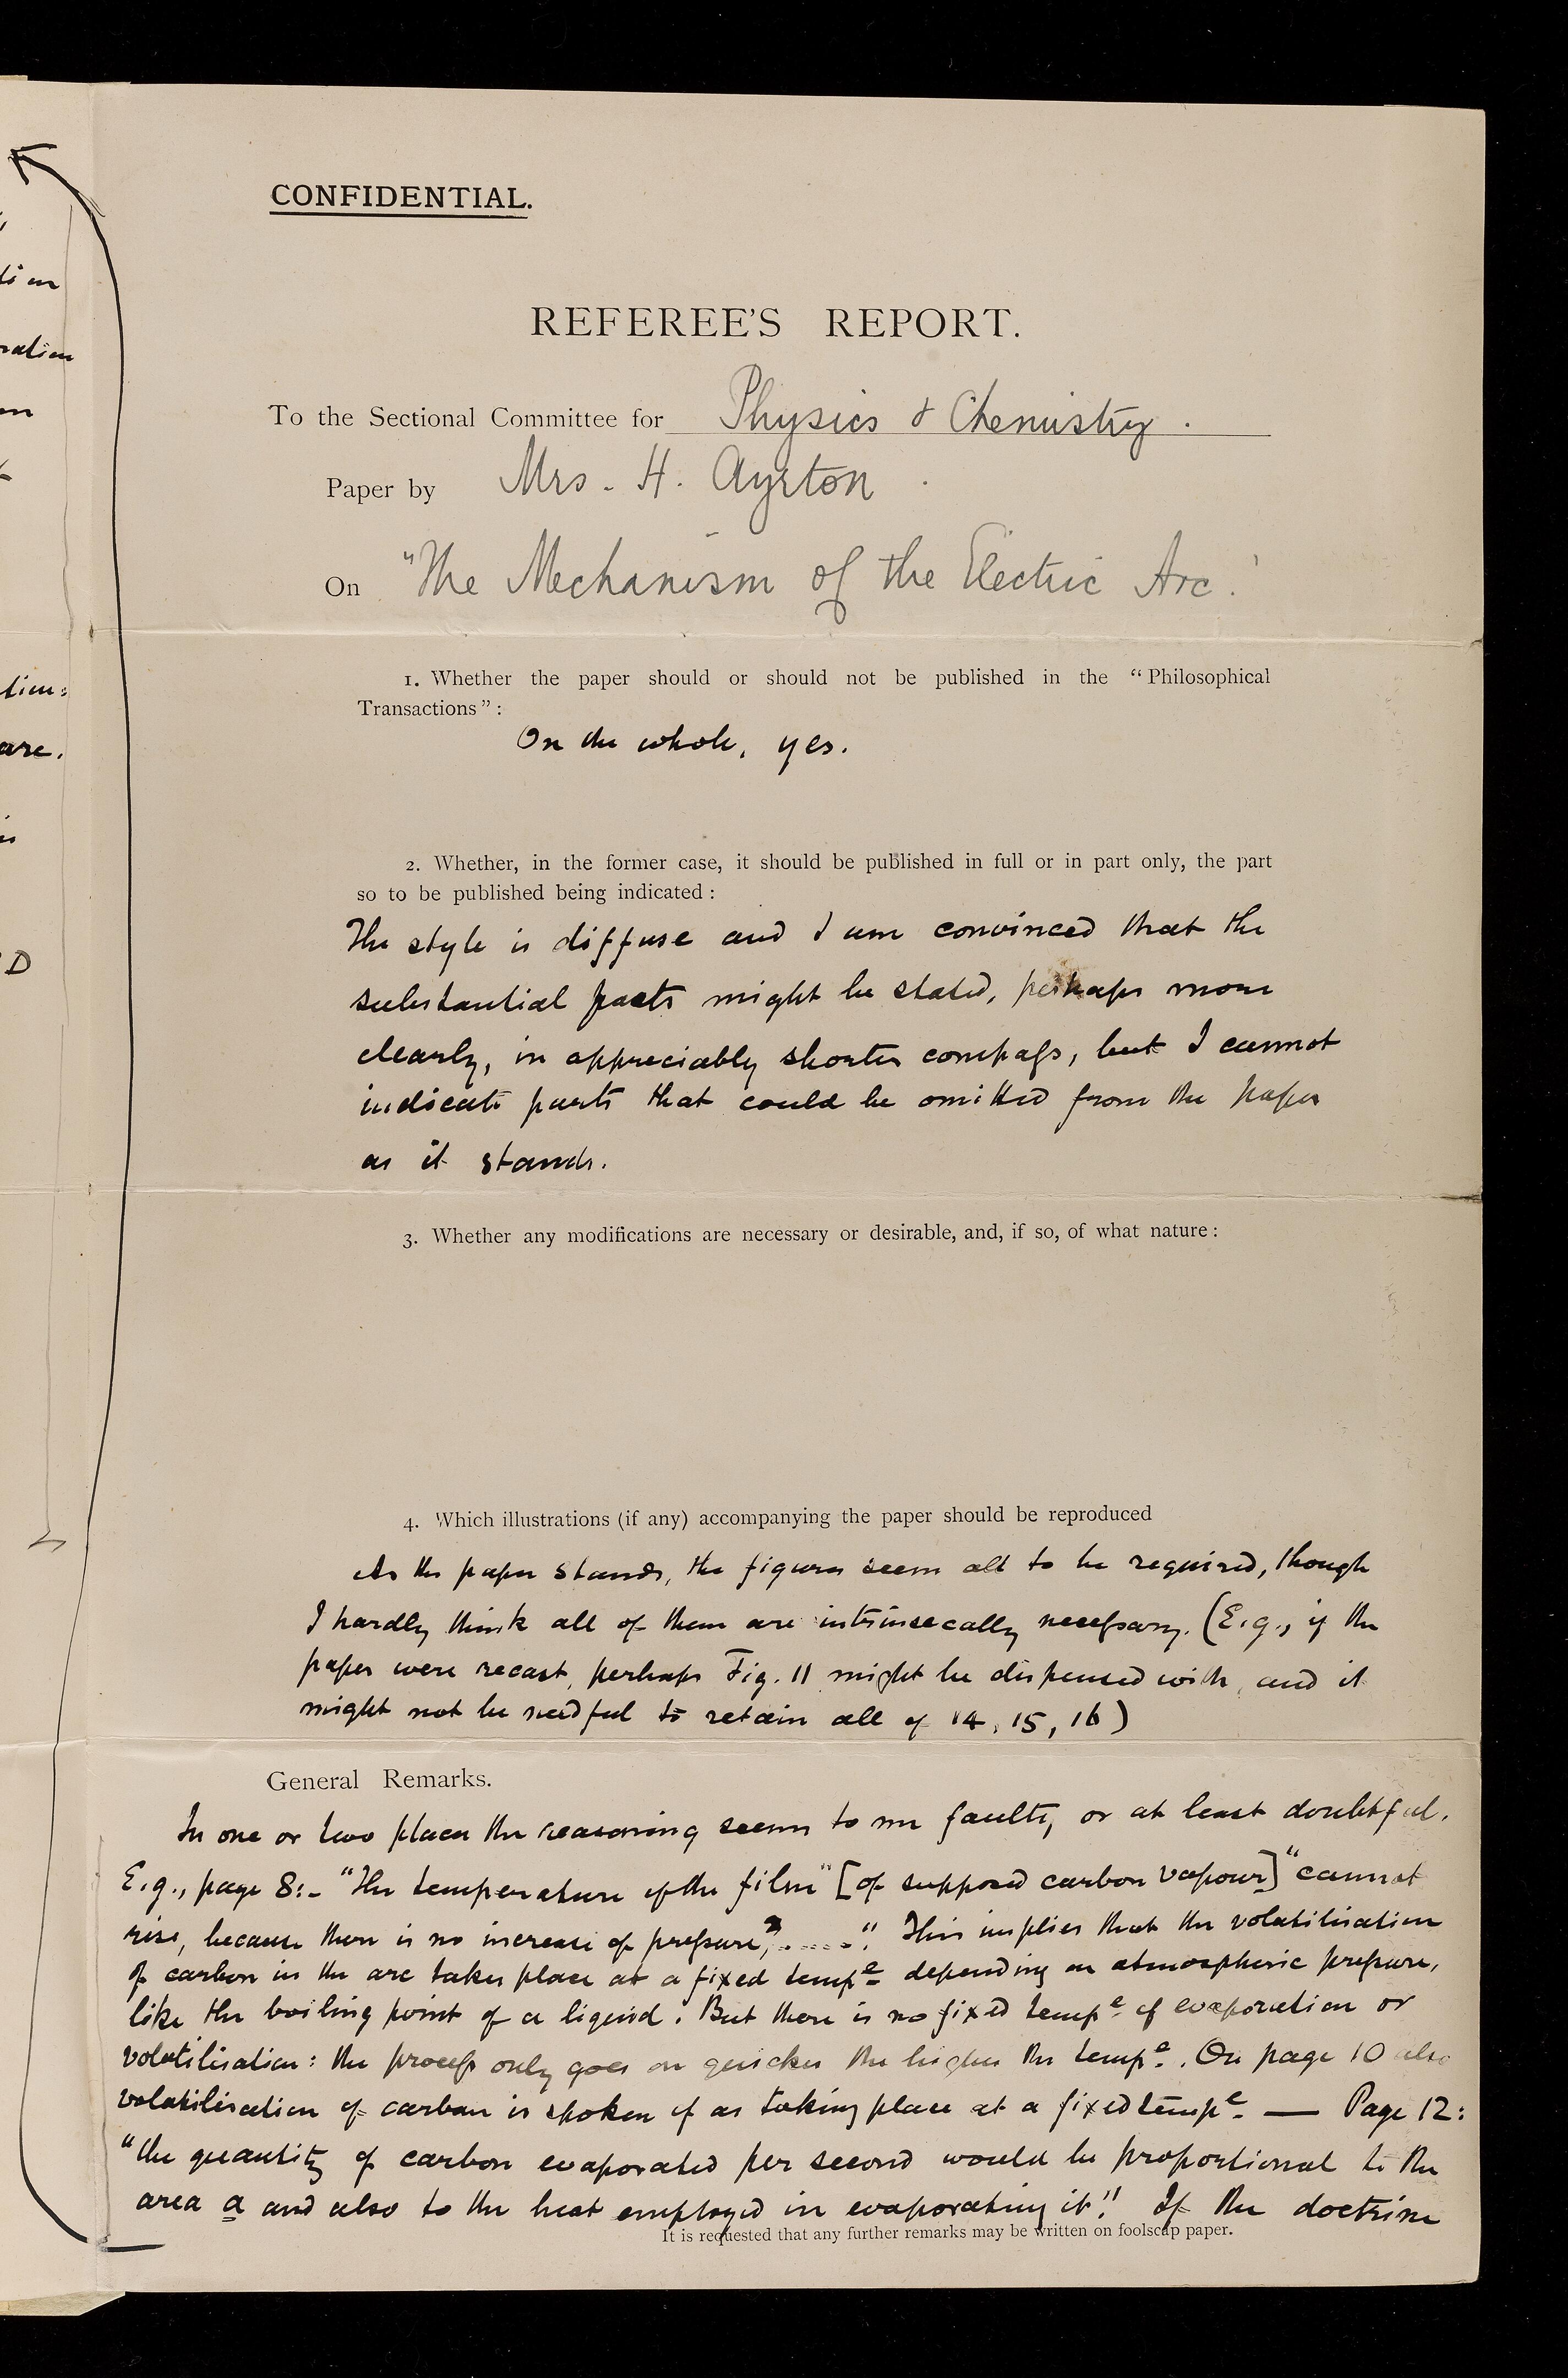 CONFIDENTIAL.
REFEREE'S REPORT.
To the Sectional Committee for Physics & Chemistry.
Paper by Mrs. H. Ayrton.
On "The Mechanism of the Electric Arc."
1. Whether the paper should or should not be published in the "Philosophical
Transactions":
On the whole, yes.
2. Whether, in the former case, it should be published in full or in part only, the part
so to be published being indicated:
The style is diffuse and I am convinced that the
substantial facts might be stated, perhaps more
clearly, in appreciably shorter compass, but I cannot
indicate parts that could be omitted from the paper
as it stands.
3. Whether any modifications are necessary or desirable, and, if so, of what nature:
4. Which illustrations (if any) accompanying the paper should be reproduced
As the paper stands, the figures seem all to be required, though
I hardly think all of them are intrinsecally necessary. (E.g., if the
paper were recast, perhaps Fig. 11 might be dispensed with, and it
might not be needful to retain all of 14, 15, 16)
General Remarks.
In one or two places the reasoning seems to me faulty, or at least doubtful.
E.g., page 8:- "The temperature of the film" [of supposed carbon vapour] "cannot
rise, because there is no increase of pressure, ....." This implies that the volatilisation
of carbon in the arc takes place at a fixed tempe depending on atmospheric pressure,
like the boiling point of a liquid. But there is no fixed tempe of evaporation or
volatilisation: the process only goes on quicker the higher the tempe. On page 10 also
volatilisation of carbon is spoken of as taking place at a fixed tempe. — Page 12:
"the quantity of carbon evaporated per second would be proportional to the
area a and also to the heat employed in evaporating it." If the doctrine
It is requested that any further remarks may be written on foolscap paper.